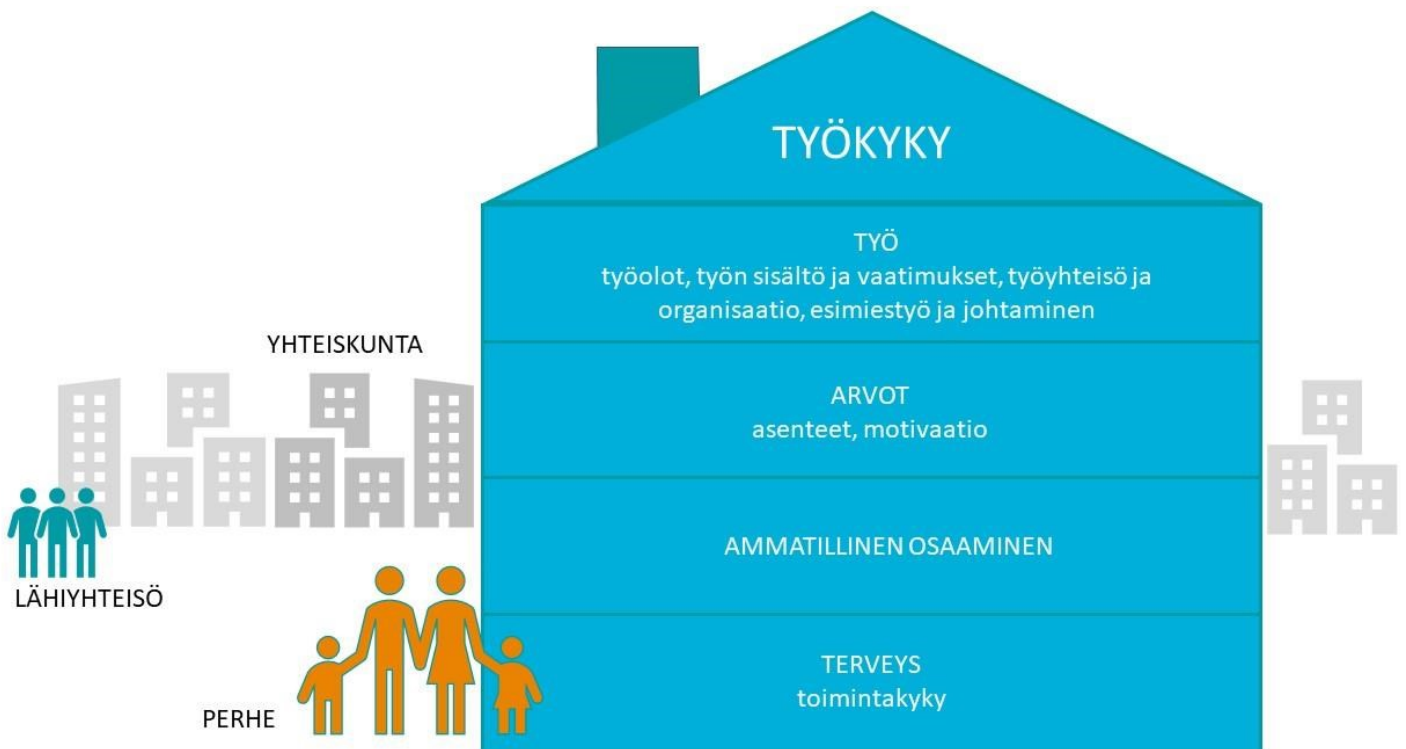 TYÖKYKY
TYÖ
työolot, työn sisältö ja vaatimukset, työyhteisö ja
organisaatio, esimiestyö ja johtaminen
YHTEISKUNTA
ARVOT
asenteet, motivaatio
AMMATILLINEN OSAAMINEN
LÄHIYHTEISÖ
TERVEYS
toimintakyky
PERHE